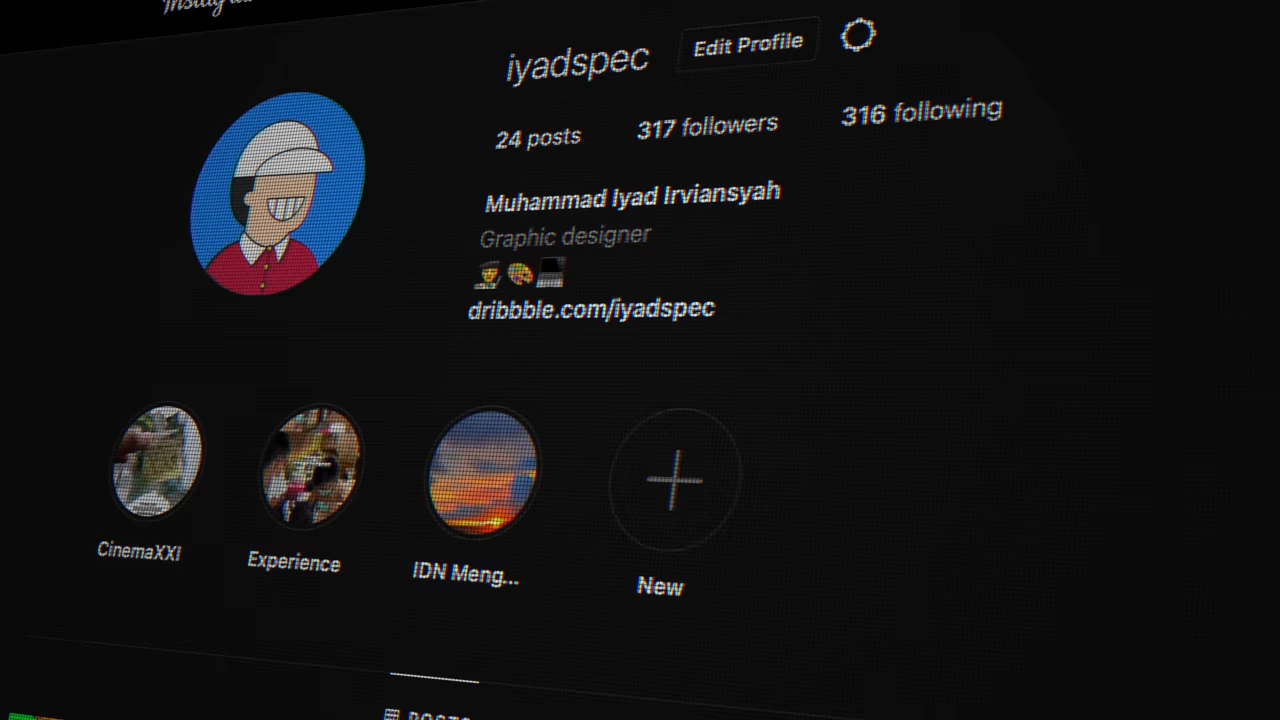 iyadspec Edit Profile
24 posts 317 followers 316 following
Muhammad Iyad Irviansyah
Graphic designer
dribbble.com/iyadspec
CinemaXXI Experience IDN Meng... New
POSTS